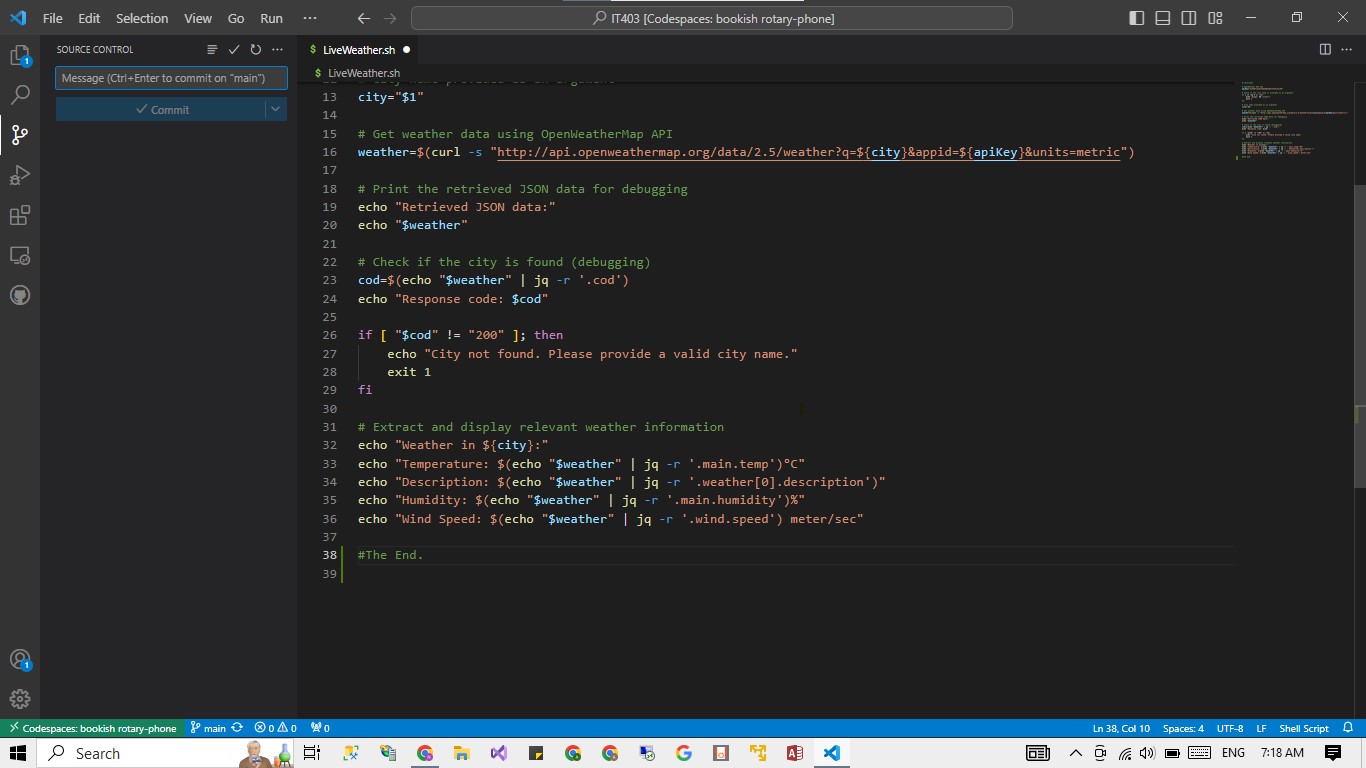 File Edit Selection View Go Run ···
IT403 [Codespaces: bookish rotary-phone]
SOURCE CONTROL
Message (Ctrl+Enter to commit on "main")
Commit
1
1
$ LiveWeather.sh
$ LiveWeather.sh
13 city="$1"
14
15 # Get weather data using OpenWeatherMap API
16 weather=$(curl -s "http://api.openweathermap.org/data/2.5/weather?q=${city}&appid=${apiKey}&units=metric")
17
18 # Print the retrieved JSON data for debugging
19 echo "Retrieved JSON data:"
20 echo "$weather"
21
22 # Check if the city is found (debugging)
23 cod=$(echo "$weather" | jq -r '.cod')
24 echo "Response code: $cod"
25
26 if [ "$cod" != "200" ]; then
27 echo "City not found. Please provide a valid city name."
28 exit 1
29 fi
30
31 # Extract and display relevant weather information
32 echo "Weather in ${city}:"
33 echo "Temperature: $(echo "$weather" | jq -r '.main.temp')°C"
34 echo "Description: $(echo "$weather" | jq -r '.weather[0].description')"
35 echo "Humidity: $(echo "$weather" | jq -r '.main.humidity')%"
36 echo "Wind Speed: $(echo "$weather" | jq -r '.wind.speed') meter/sec"
37
38 #The End.
39
Codespaces: bookish rotary-phone main 0 0 0 Ln 38, Col 10 Spaces: 4 UTF-8 LF Shell Script
Search ENG 7:18 AM